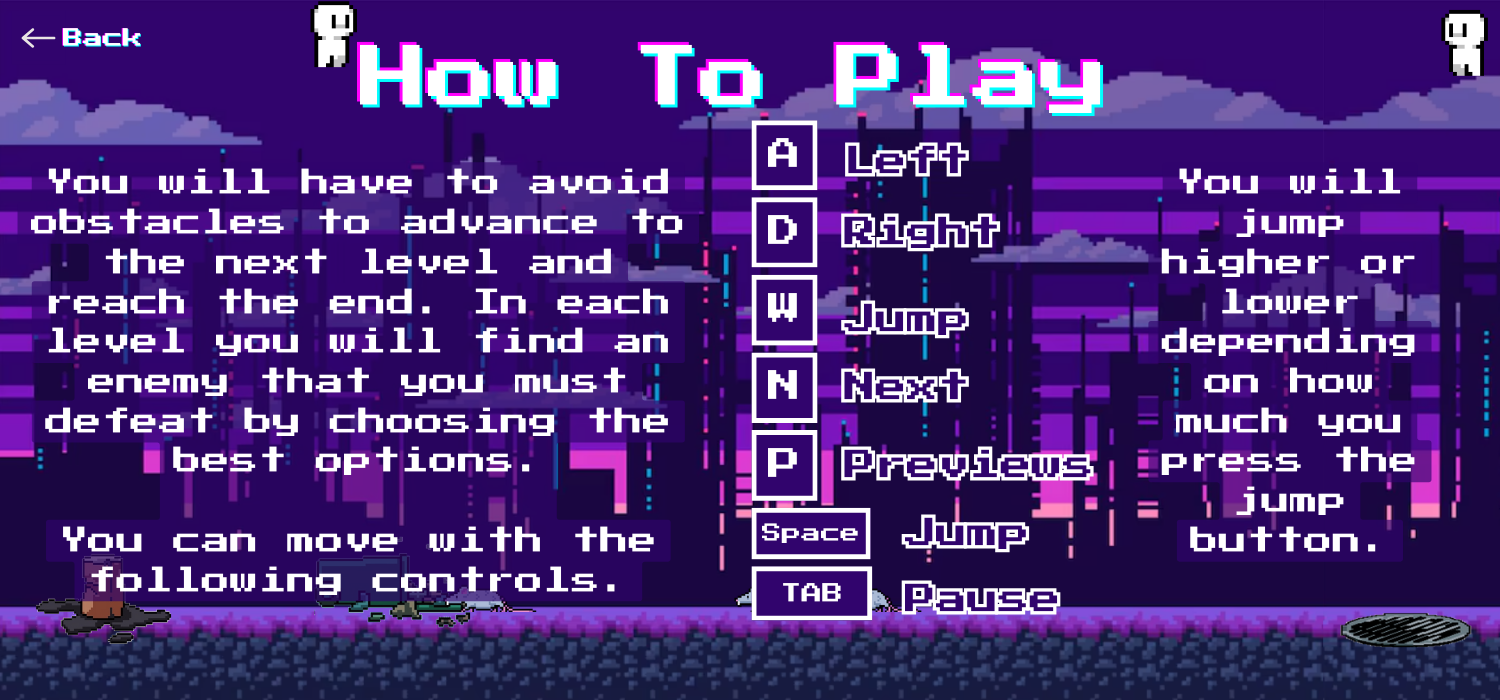 ← Back
How To Play
You will have to avoid
obstacles to advance to
the next level and
reach the end. In each
level you will find an
enemy that you must
defeat by choosing the
best options.
You can move with the
following controls.
A Left
D Right
W Jump
N Next
P Previews
Space Jump
TAB Pause
You will
jump
higher or
lower
depending
on how
much you
press the
jump
button.